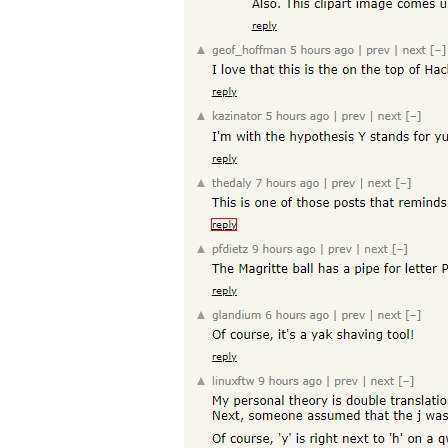 Also. This clipart image comes u
reply
geof_hoffman 5 hours ago | prev | next [–]
I love that this is the on the top of Hac
reply
kazinator 5 hours ago | prev | next [–]
I'm with the hypothesis Y stands for yu
reply
thedaly 7 hours ago | prev | next [–]
This is one of those posts that reminds
reply
pfdietz 9 hours ago | prev | next [–]
The Magritte ball has a pipe for letter P
reply
glandium 6 hours ago | prev | next [–]
Of course, it's a yak shaving tool!
reply
linuxftw 9 hours ago | prev | next [–]
My personal theory is double translatio
Next, someone assumed that the j was
Of course, 'y' is right next to 'h' on a qw